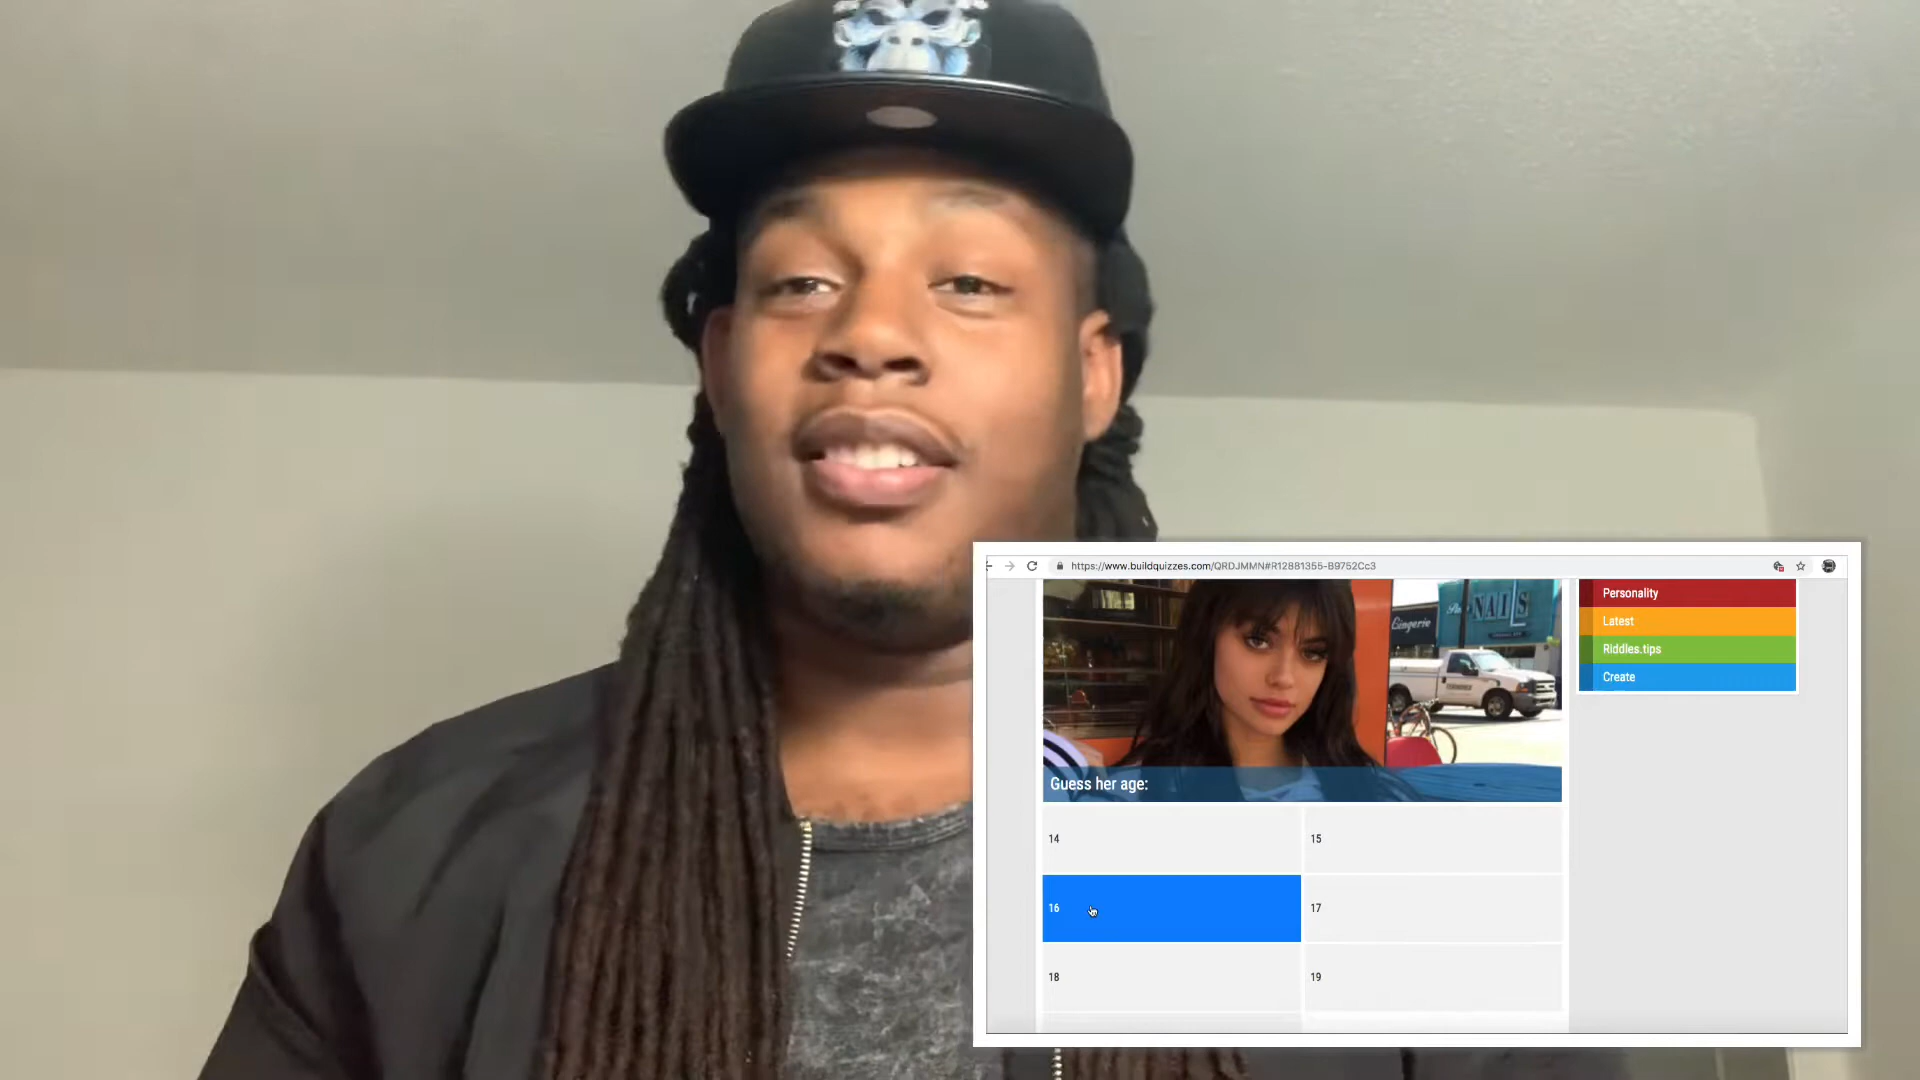 https://www.buildquizzes.com/QRDJMMN#R12881355-B9752Cc3
Personality
Latest
Riddles.tips
Create
Lingerie
NAILS
Guess her age:
14
15
16
17
18
19